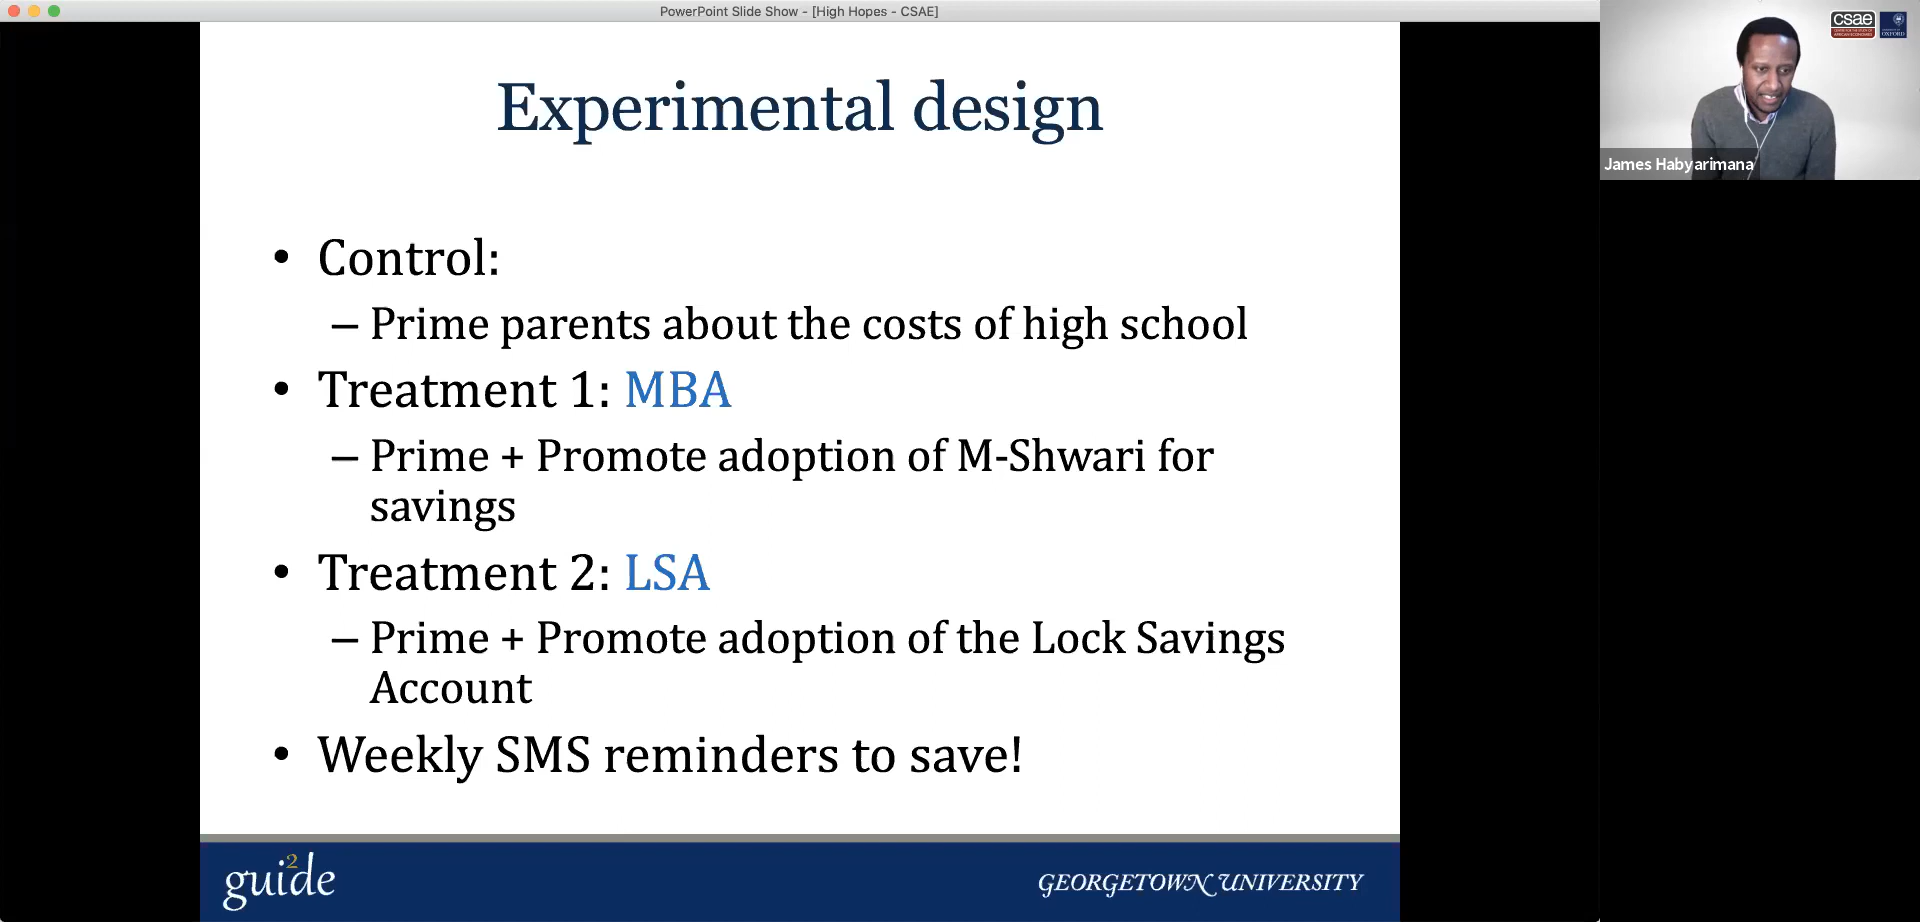 PowerPoint Slide Show - [High Hopes - CSAE]
Experimental design
• Control:
– Prime parents about the costs of high school
• Treatment 1: MBA
– Prime + Promote adoption of M-Shwari for
savings
• Treatment 2: LSA
– Prime + Promote adoption of the Lock Savings
Account
• Weekly SMS reminders to save!
gui2de
GEORGETOWN UNIVERSITY
csae
OXFORD
James Habyarimana